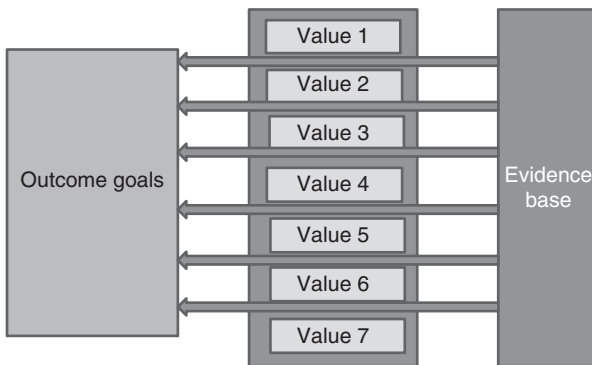 Outcome goals
Value 1
Value 2
Value 3
Value 4
Value 5
Value 6
Value 7
Evidence
base